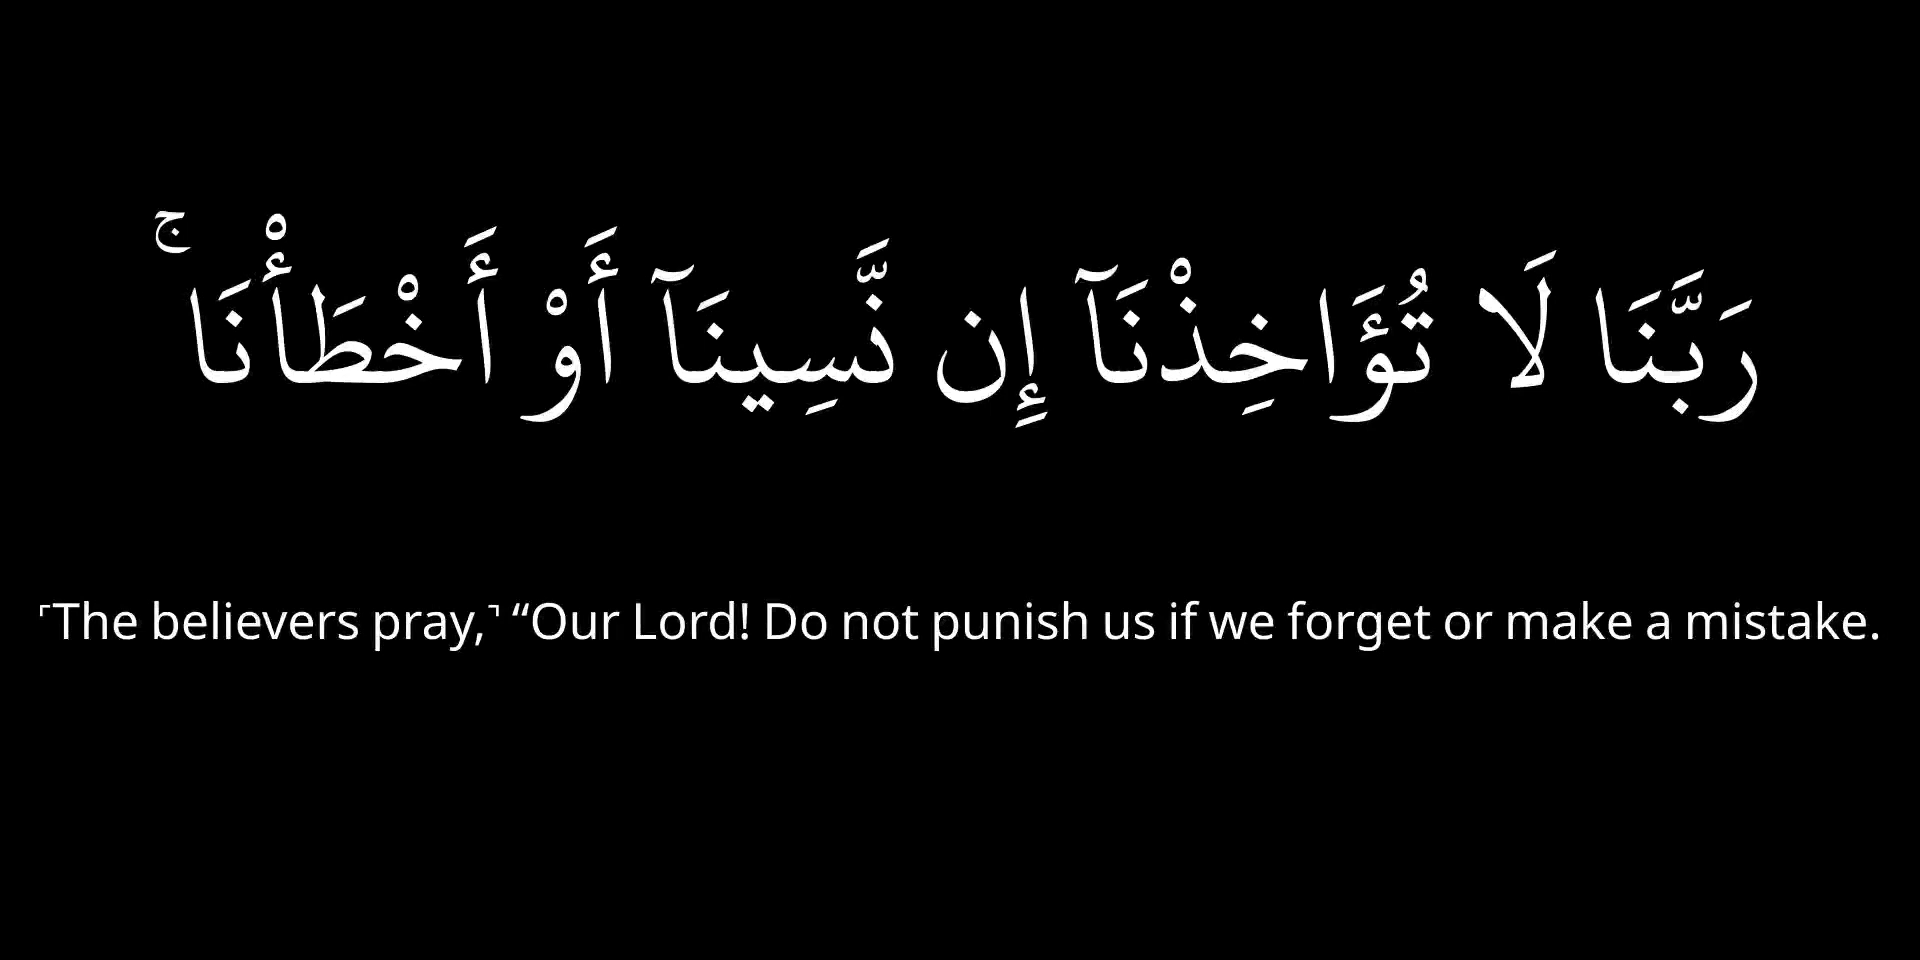 رَبَّنَا لَا تُؤَاخِذْنَآ إِن نَّسِينَآ أَوْ أَخْطَأْنَا ۚ
⸢The believers pray,⸣ “Our Lord! Do not punish us if we forget or make a mistake.